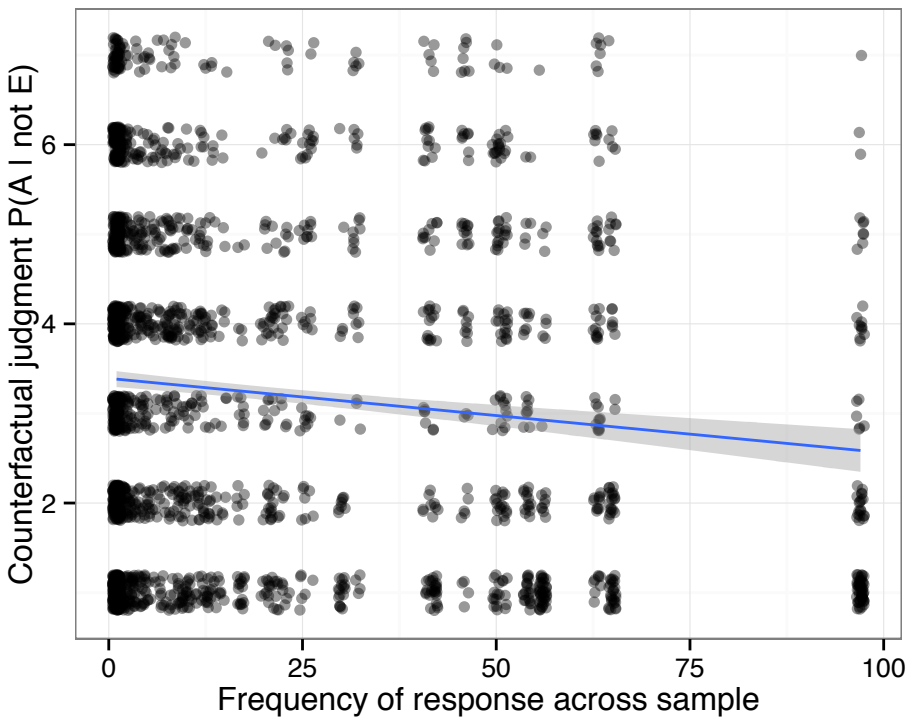 Counterfactual judgment P(A | not E)
6
4
2
0 25 50 75 100
Frequency of response across sample